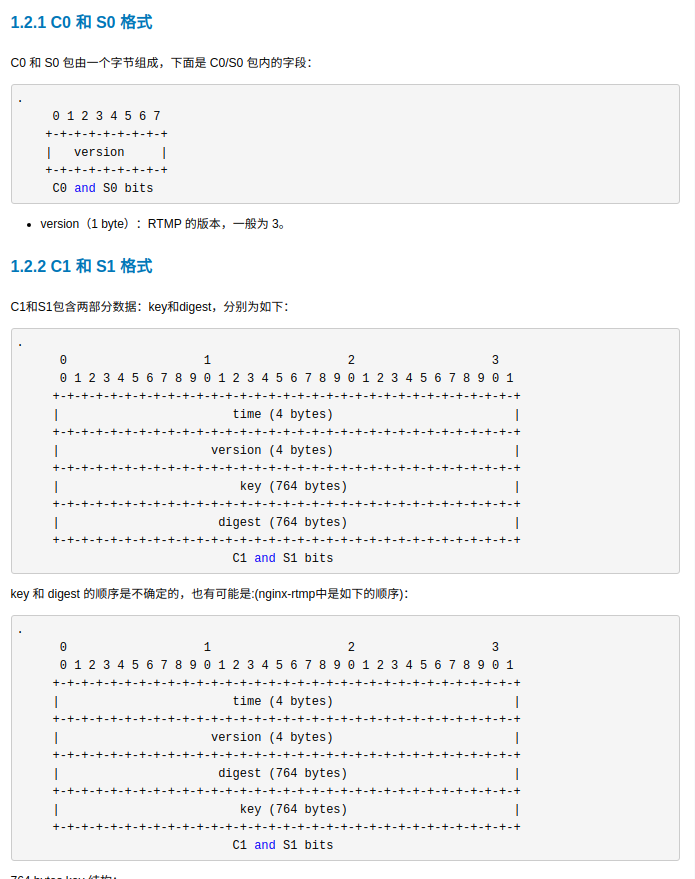 1.2.1 C0 和 S0 格式
C0 和 S0 包由一个字节组成，下面是 C0/S0 包内的字段：
.
     0 1 2 3 4 5 6 7
    +-+-+-+-+-+-+-+-+
    |   version     |
    +-+-+-+-+-+-+-+-+
     C0 and S0 bits
• version（1 byte）：RTMP 的版本，一般为 3。
1.2.2 C1 和 S1 格式
C1和S1包含两部分数据：key和digest，分别为如下：
.
      0                   1                   2                   3
      0 1 2 3 4 5 6 7 8 9 0 1 2 3 4 5 6 7 8 9 0 1 2 3 4 5 6 7 8 9 0 1
     +-+-+-+-+-+-+-+-+-+-+-+-+-+-+-+-+-+-+-+-+-+-+-+-+-+-+-+-+-+-+-+-+
     |                        time (4 bytes)                         |
     +-+-+-+-+-+-+-+-+-+-+-+-+-+-+-+-+-+-+-+-+-+-+-+-+-+-+-+-+-+-+-+-+
     |                     version (4 bytes)                         |
     +-+-+-+-+-+-+-+-+-+-+-+-+-+-+-+-+-+-+-+-+-+-+-+-+-+-+-+-+-+-+-+-+
     |                         key (764 bytes)                       |
     +-+-+-+-+-+-+-+-+-+-+-+-+-+-+-+-+-+-+-+-+-+-+-+-+-+-+-+-+-+-+-+-+
     |                      digest (764 bytes)                       |
     +-+-+-+-+-+-+-+-+-+-+-+-+-+-+-+-+-+-+-+-+-+-+-+-+-+-+-+-+-+-+-+-+
                              C1 and S1 bits
key 和 digest 的顺序是不确定的，也有可能是:(nginx-rtmp中是如下的顺序)：
.
      0                   1                   2                   3
      0 1 2 3 4 5 6 7 8 9 0 1 2 3 4 5 6 7 8 9 0 1 2 3 4 5 6 7 8 9 0 1
     +-+-+-+-+-+-+-+-+-+-+-+-+-+-+-+-+-+-+-+-+-+-+-+-+-+-+-+-+-+-+-+-+
     |                        time (4 bytes)                         |
     +-+-+-+-+-+-+-+-+-+-+-+-+-+-+-+-+-+-+-+-+-+-+-+-+-+-+-+-+-+-+-+-+
     |                     version (4 bytes)                         |
     +-+-+-+-+-+-+-+-+-+-+-+-+-+-+-+-+-+-+-+-+-+-+-+-+-+-+-+-+-+-+-+-+
     |                      digest (764 bytes)                       |
     +-+-+-+-+-+-+-+-+-+-+-+-+-+-+-+-+-+-+-+-+-+-+-+-+-+-+-+-+-+-+-+-+
     |                         key (764 bytes)                       |
     +-+-+-+-+-+-+-+-+-+-+-+-+-+-+-+-+-+-+-+-+-+-+-+-+-+-+-+-+-+-+-+-+
                              C1 and S1 bits
764 bytes key 结构：